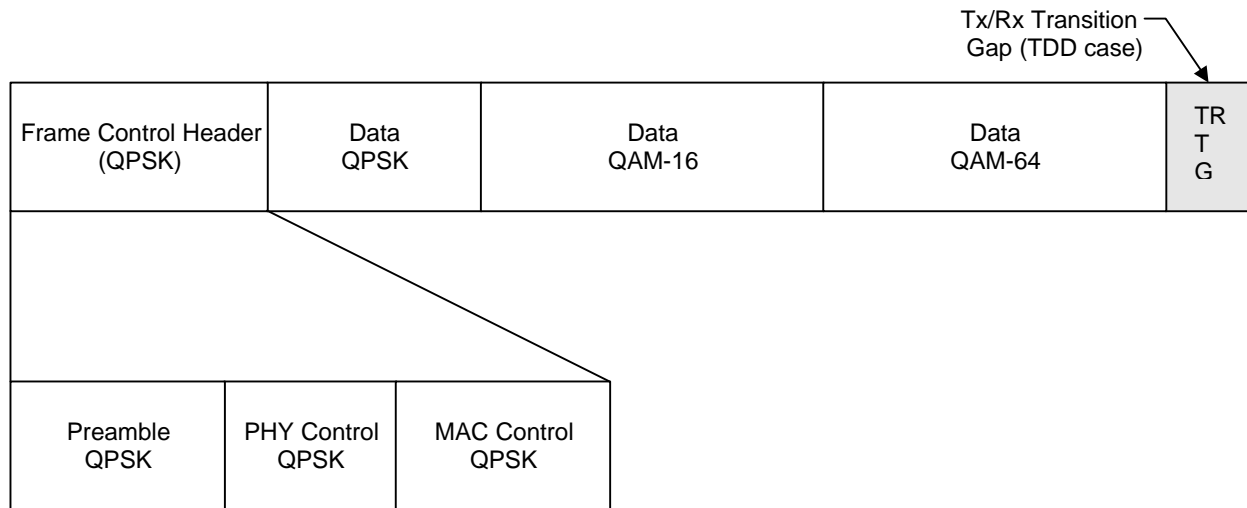 Tx/Rx Transition
Gap (TDD case)
Frame Control Header
(QPSK)
Data
QPSK
Data
QAM-16
Data
QAM-64
TR
T
G
Preamble
QPSK
PHY Control
QPSK
MAC Control
QPSK